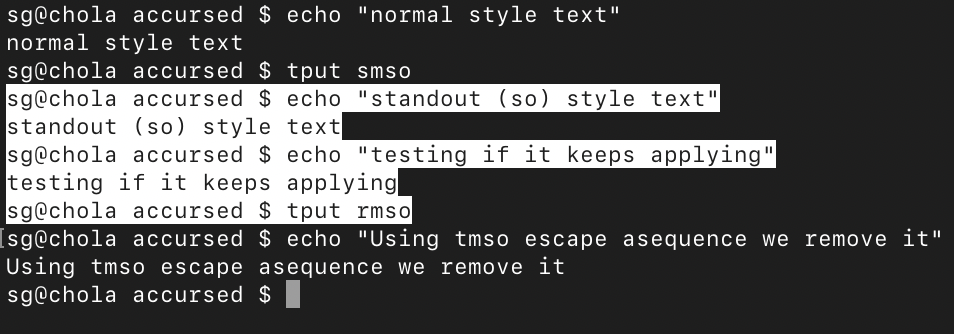 sg@chola accursed $ echo "normal style text"
normal style text
sg@chola accursed $ tput smso
sg@chola accursed $ echo "standout (so) style text"
standout (so) style text
sg@chola accursed $ echo "testing if it keeps applying"
testing if it keeps applying
sg@chola accursed $ tput rmso
sg@chola accursed $ echo "Using tmso escape asequence we remove it"
Using tmso escape asequence we remove it
sg@chola accursed $